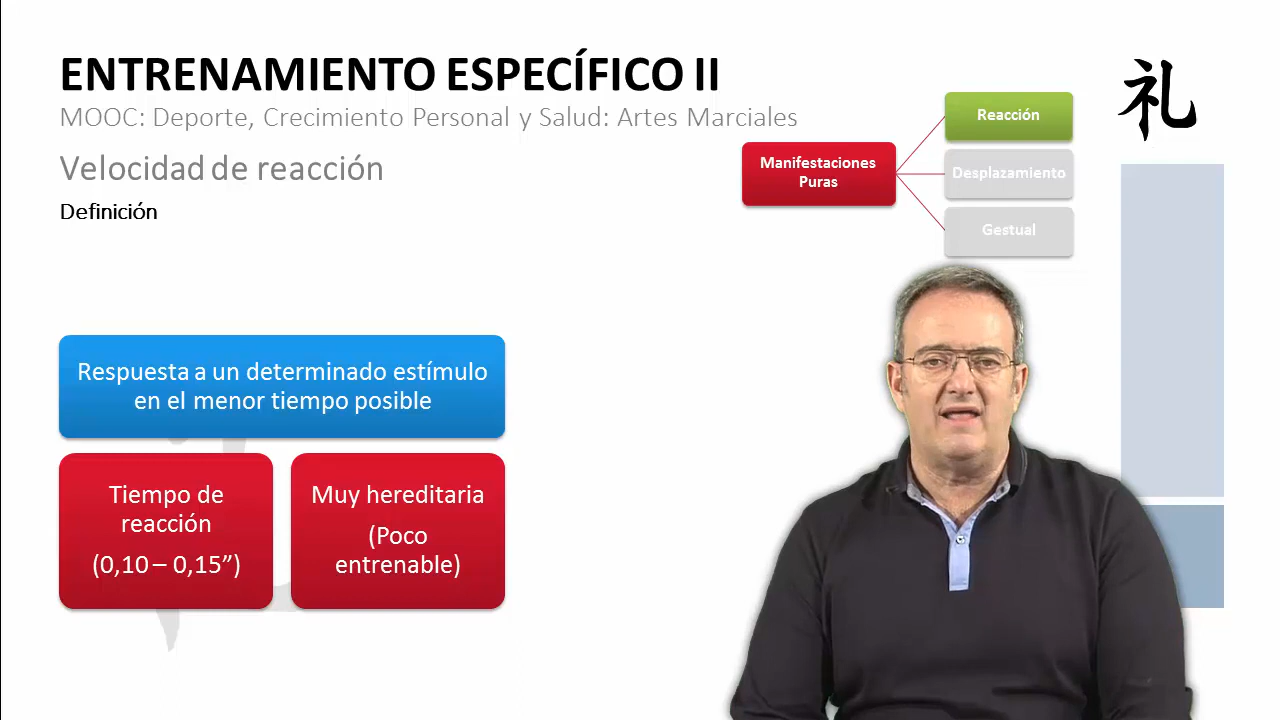 ENTRENAMIENTO ESPECÍFICO II
MOOC: Deporte, Crecimiento Personal y Salud: Artes Marciales
Velocidad de reacción
Definición
Manifestaciones
Puras
Reacción
Desplazamiento
Gestual
礼
Respuesta a un determinado estímulo
en el menor tiempo posible
Tiempo de
reacción
(0,10 – 0,15”)
Muy hereditaria
(Poco
entrenable)